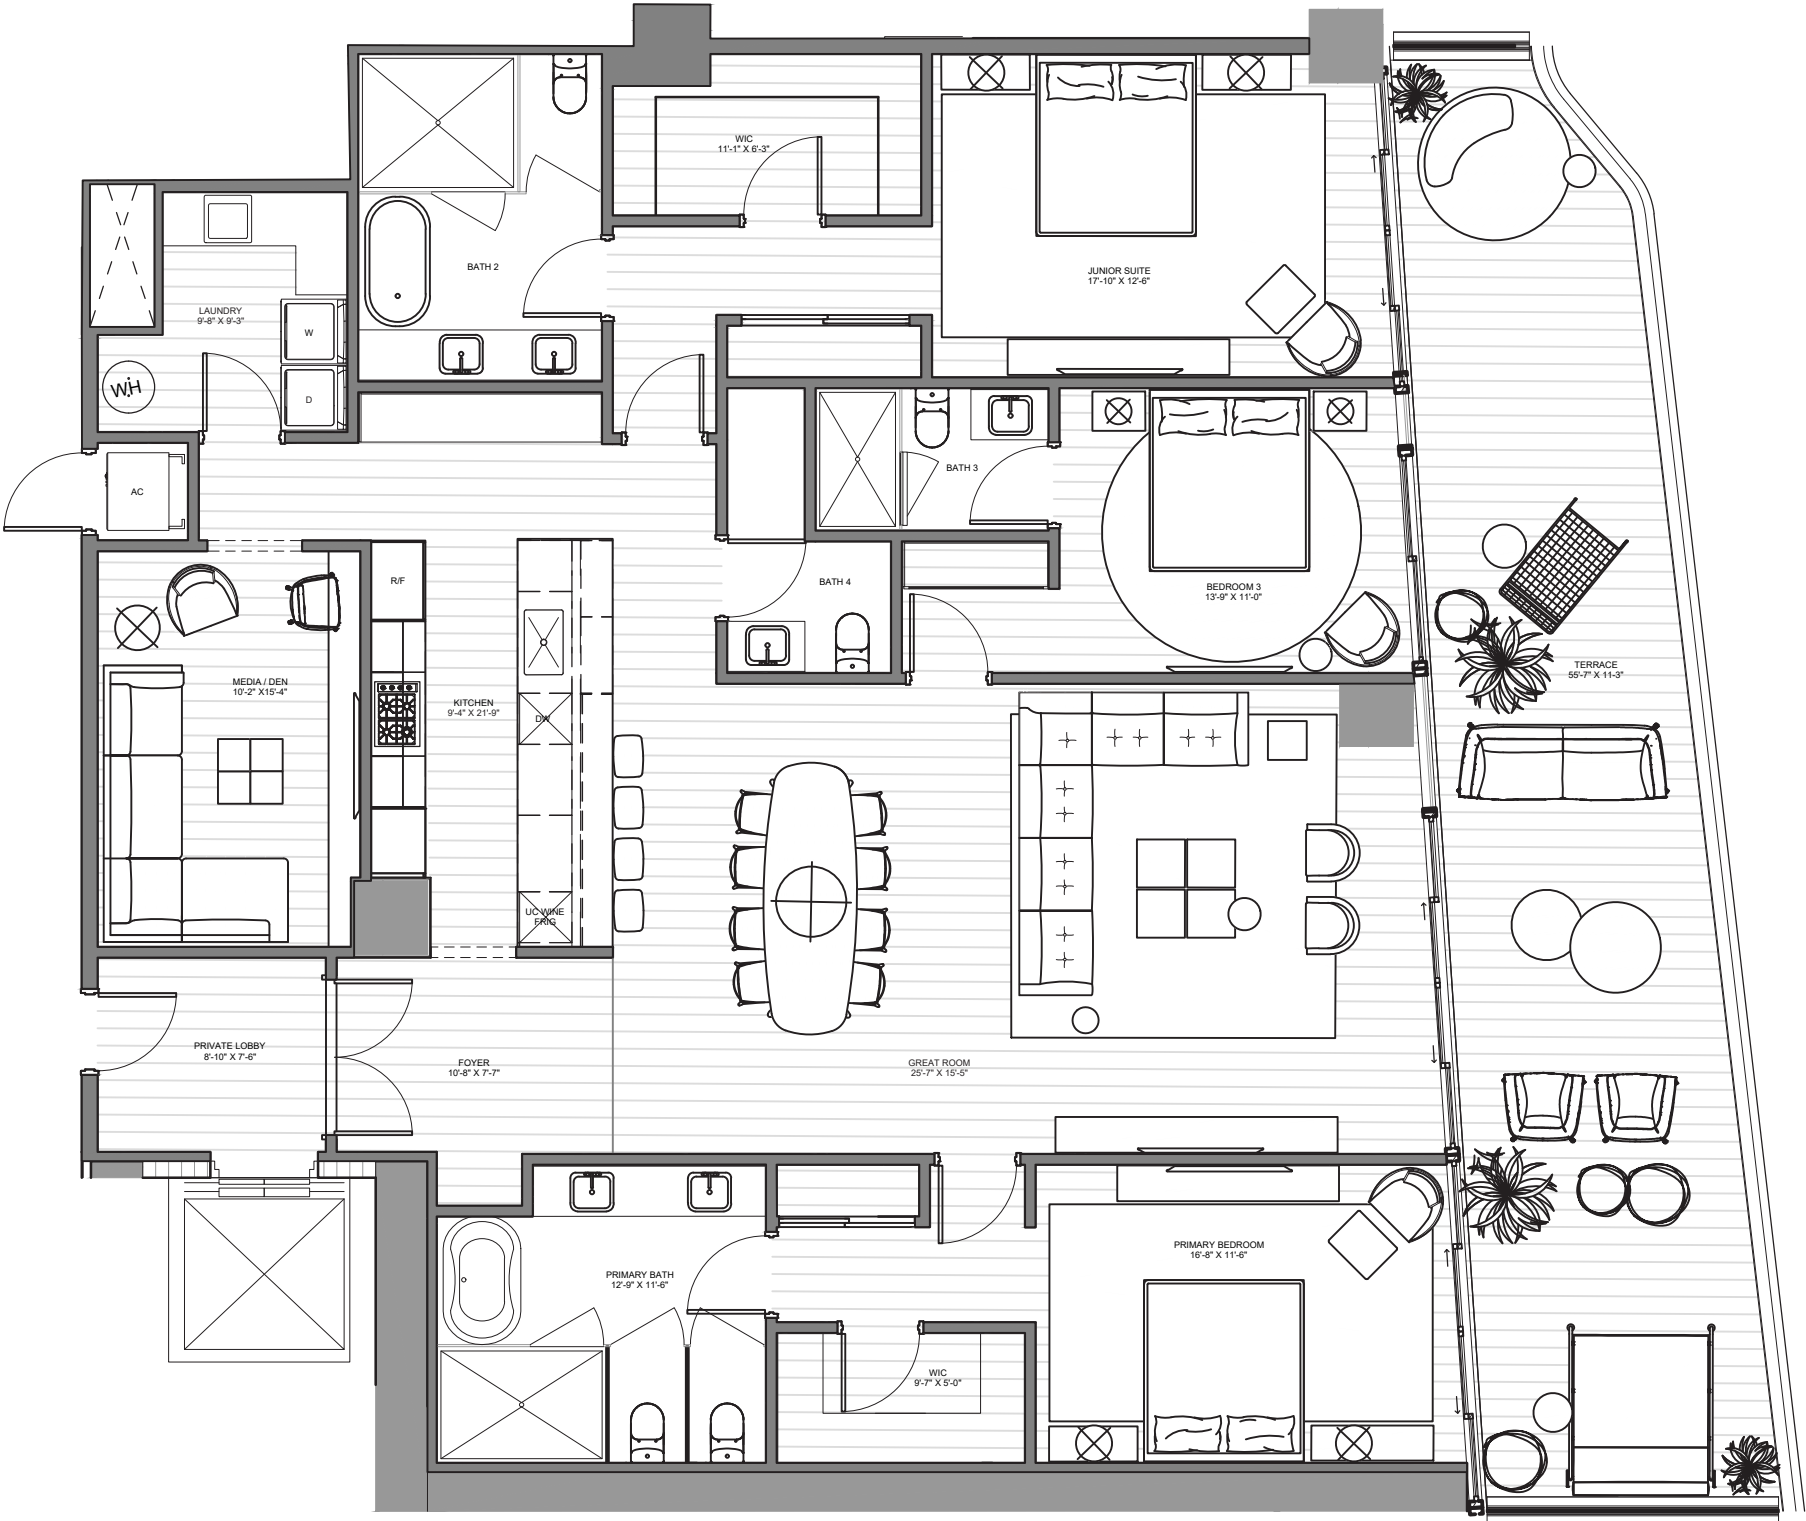 WIC
11'-1" X 6'-3"
BATH 2
JUNIOR SUITE
17'-10" X 12'-6"
LAUNDRY
9'-8" X 9'-3"
W
D
W.H
AC
BATH 3
R/F
BATH 4
BEDROOM 3
13'-9" X 11'-0"
TERRACE
55'-7" X 11'-3"
MEDIA / DEN
10'-2" X15'-4"
KITCHEN
9'-4" X 21'-9"
DW
UC WINE
FRIG
PRIVATE LOBBY
8'-10" X 7'-6"
FOYER
10'-8" X 7'-7"
GREAT ROOM
25'-7" X 15'-5"
PRIMARY BATH
12'-9" X 11'-6"
PRIMARY BEDROOM
16'-8" X 11'-6"
WIC
9'-7" X 5'-0"